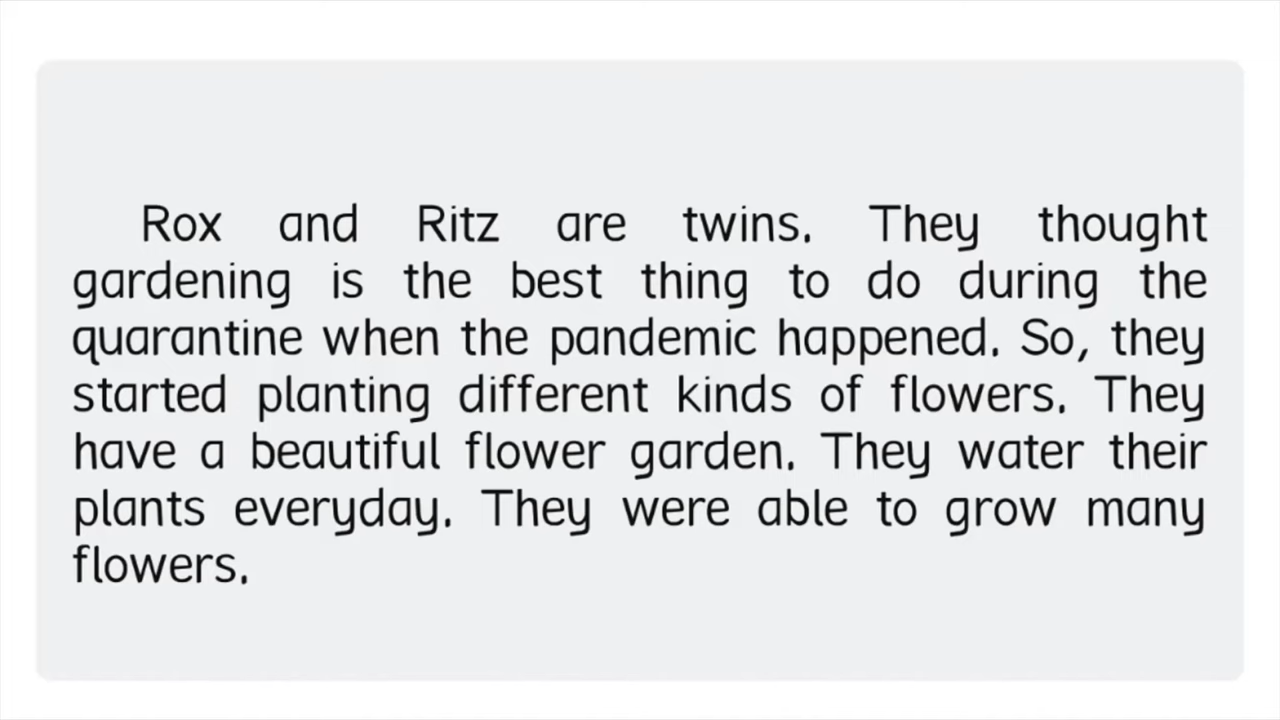 Rox and Ritz are twins. They thought
gardening is the best thing to do during the
quarantine when the pandemic happened. So, they
started planting different kinds of flowers. They
have a beautiful flower garden. They water their
plants everyday. They were able to grow many
flowers.